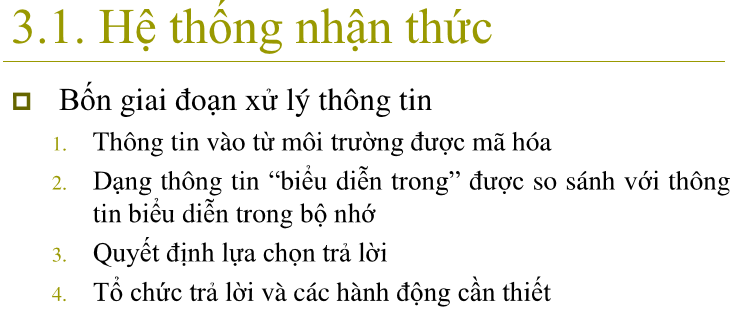 3.1. Hệ thống nhận thức
Bốn giai đoạn xử lý thông tin
1. Thông tin vào từ môi trường được mã hóa
2. Dạng thông tin “biểu diễn trong” được so sánh với thông
tin biểu diễn trong bộ nhớ
3. Quyết định lựa chọn trả lời
4. Tổ chức trả lời và các hành động cần thiết